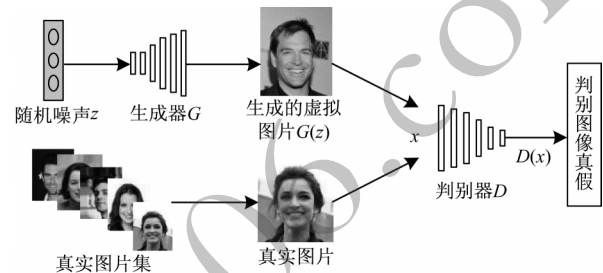 随机噪声z
生成器G
生成的虚拟
图片G(z)
x
判别器D
D(x)
判别图像真假
真实图片集
真实图片